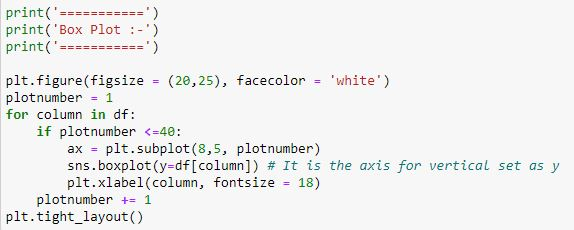 print('===========')
print('Box Plot :-')
print('===========')

plt.figure(figsize = (20,25), facecolor = 'white')
plotnumber = 1
for column in df:
    if plotnumber <=40:
        ax = plt.subplot(8,5, plotnumber)
        sns.boxplot(y=df[column]) # It is the axis for vertical set as y
        plt.xlabel(column, fontsize = 18)
    plotnumber += 1
plt.tight_layout()